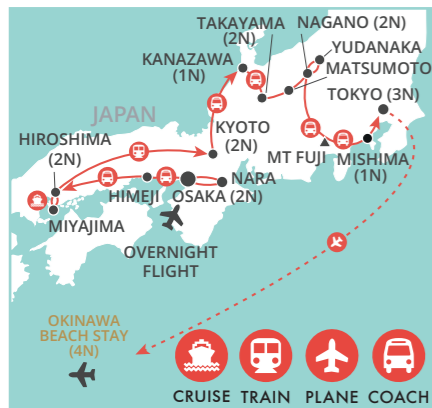 TAKAYAMA
(2N)
NAGANO (2N)
YUDANAKA
KANAZAWA
(1N)
MATSUMOTO
TOKYO (3N)
JAPAN
HIROSHIMA
(2N)
KYOTO
(2N)
MT FUJI
MISHIMA
(1N)
NARA
HIMEJI
OSAKA (2N)
MIYAJIMA
OVERNIGHT
FLIGHT
OKINAWA
BEACH STAY
(4N)
CRUISE TRAIN PLANE COACH